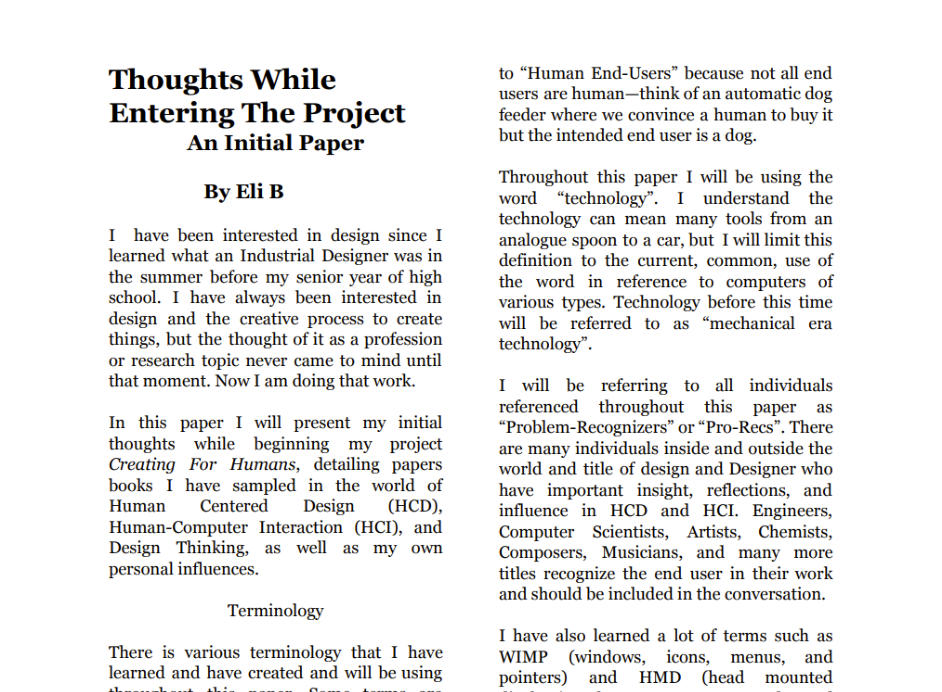 Thoughts While
Entering The Project
An Initial Paper
By Eli B
I have been interested in design since I
learned what an Industrial Designer was in
the summer before my senior year of high
school. I have always been interested in
design and the creative process to create
things, but the thought of it as a profession
or research topic never came to mind until
that moment. Now I am doing that work.
In this paper I will present my initial
thoughts while beginning my project
Creating For Humans, detailing papers
books I have sampled in the world of
Human Centered Design (HCD),
Human-Computer Interaction (HCI), and
Design Thinking, as well as my own
personal influences.
Terminology
There is various terminology that I have
learned and have created and will be using
throughout this paper. Some terms are
to “Human End-Users” because not all end
users are human—think of an automatic dog
feeder where we convince a human to buy it
but the intended end user is a dog.
Throughout this paper I will be using the
word “technology”. I understand the
technology can mean many tools from an
analogue spoon to a car, but I will limit this
definition to the current, common, use of
the word in reference to computers of
various types. Technology before this time
will be referred to as “mechanical era
technology”.
I will be referring to all individuals
referenced throughout this paper as
“Problem-Recognizers” or “Pro-Recs”. There
are many individuals inside and outside the
world and title of design and Designer who
have important insight, reflections, and
influence in HCD and HCI. Engineers,
Computer Scientists, Artists, Chemists,
Composers, Musicians, and many more
titles recognize the end user in their work
and should be included in the conversation.
I have also learned a lot of terms such as
WIMP (windows, icons, menus, and
pointers) and HMD (head mounted